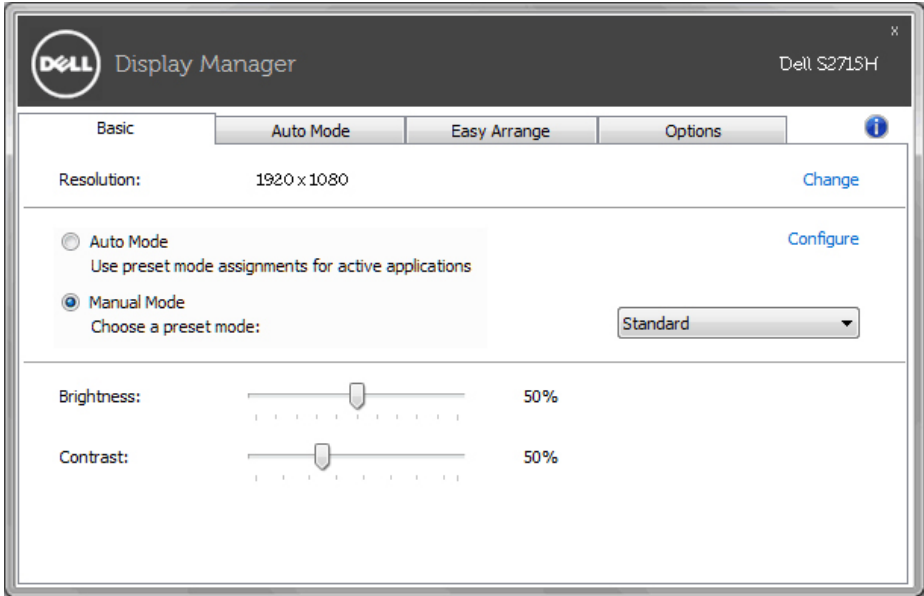 x
DELL
Display Manager
Dell S2715H
Basic
Auto Mode
Easy Arrange
Options
i
Resolution:
1920 x 1080
Change
Auto Mode
Configure
Use preset mode assignments for active applications
Manual Mode
Choose a preset mode:
Standard
Brightness:
50%
Contrast:
50%